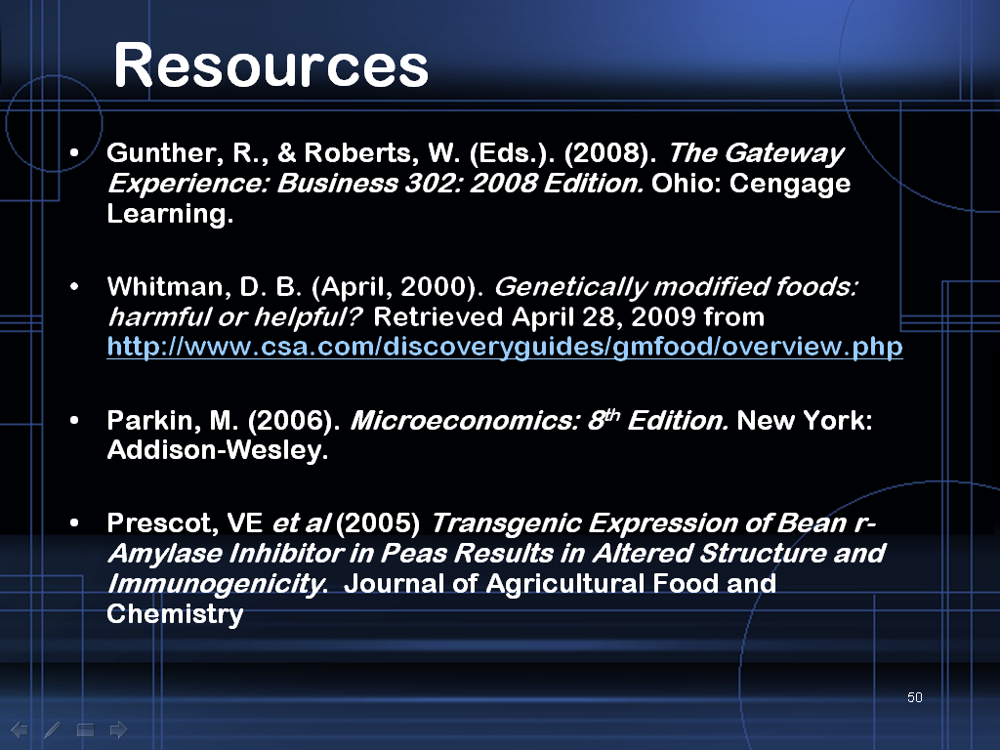 Resources
• Gunther, R., & Roberts, W. (Eds.). (2008). The Gateway
Experience: Business 302: 2008 Edition. Ohio: Cengage
Learning.
• Whitman, D. B. (April, 2000). Genetically modified foods:
harmful or helpful? Retrieved April 28, 2009 from
http://www.csa.com/discoveryguides/gmfood/overview.php
• Parkin, M. (2006). Microeconomics: 8th Edition. New York:
Addison-Wesley.
• Prescot, VE et al (2005) Transgenic Expression of Bean r-
Amylase Inhibitor in Peas Results in Altered Structure and
Immunogenicity. Journal of Agricultural Food and
Chemistry
50